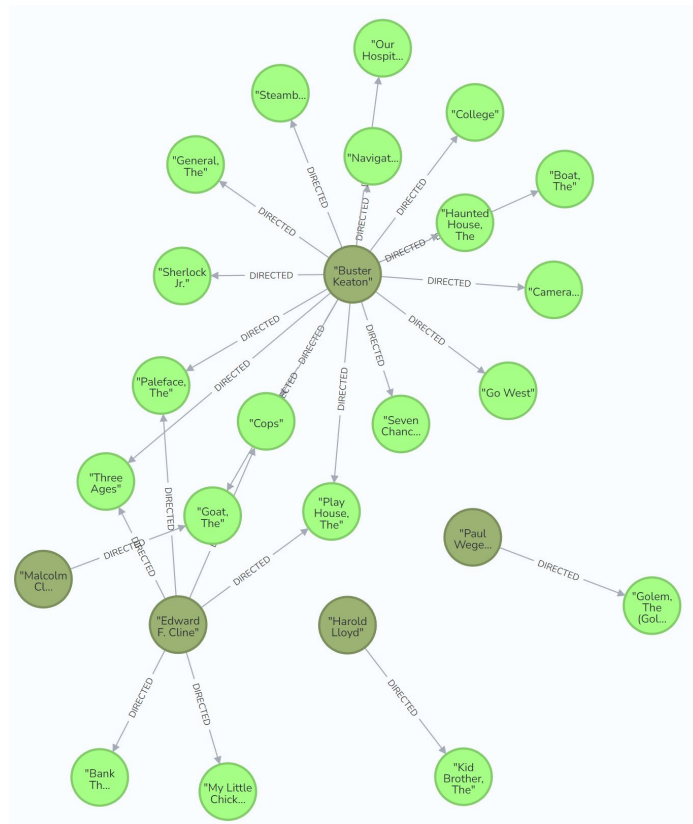 "Our
Hospit...
"Steamb...
"College"
"Navigat...
"General,
The"
"Boat,
The"
DIRECTED
DIRECTED
DIRECTED
"Haunted
House,
The
DIRECTED
DIRECTED
"Sherlock
Jr."
DIRECTED
"Buster
Keaton"
DIRECTED
"Camera...
DIRECTED
DIRECTED
DIRECTED
DIRECTED
"Paleface,
The"
DIRECTED
DIRECTED
"Go West"
ECTED
"Cops"
"Seven
Chanc...
"Three
Ages"
DIRECTED
"Goat,
The"
"Play
House,
The"
"Paul
Wege...
DIRECTED
DIRECTED
"Malcolm
Cl...
DIRECTED
DIRECTED
"Golem,
The
(Gol...
"Edward
F. Cline"
"Harold
Lloyd"
DIRECTED
DIRECTED
DIRECTED
"Bank
Th...
"My Little
Chick...
"Kid
Brother,
The"